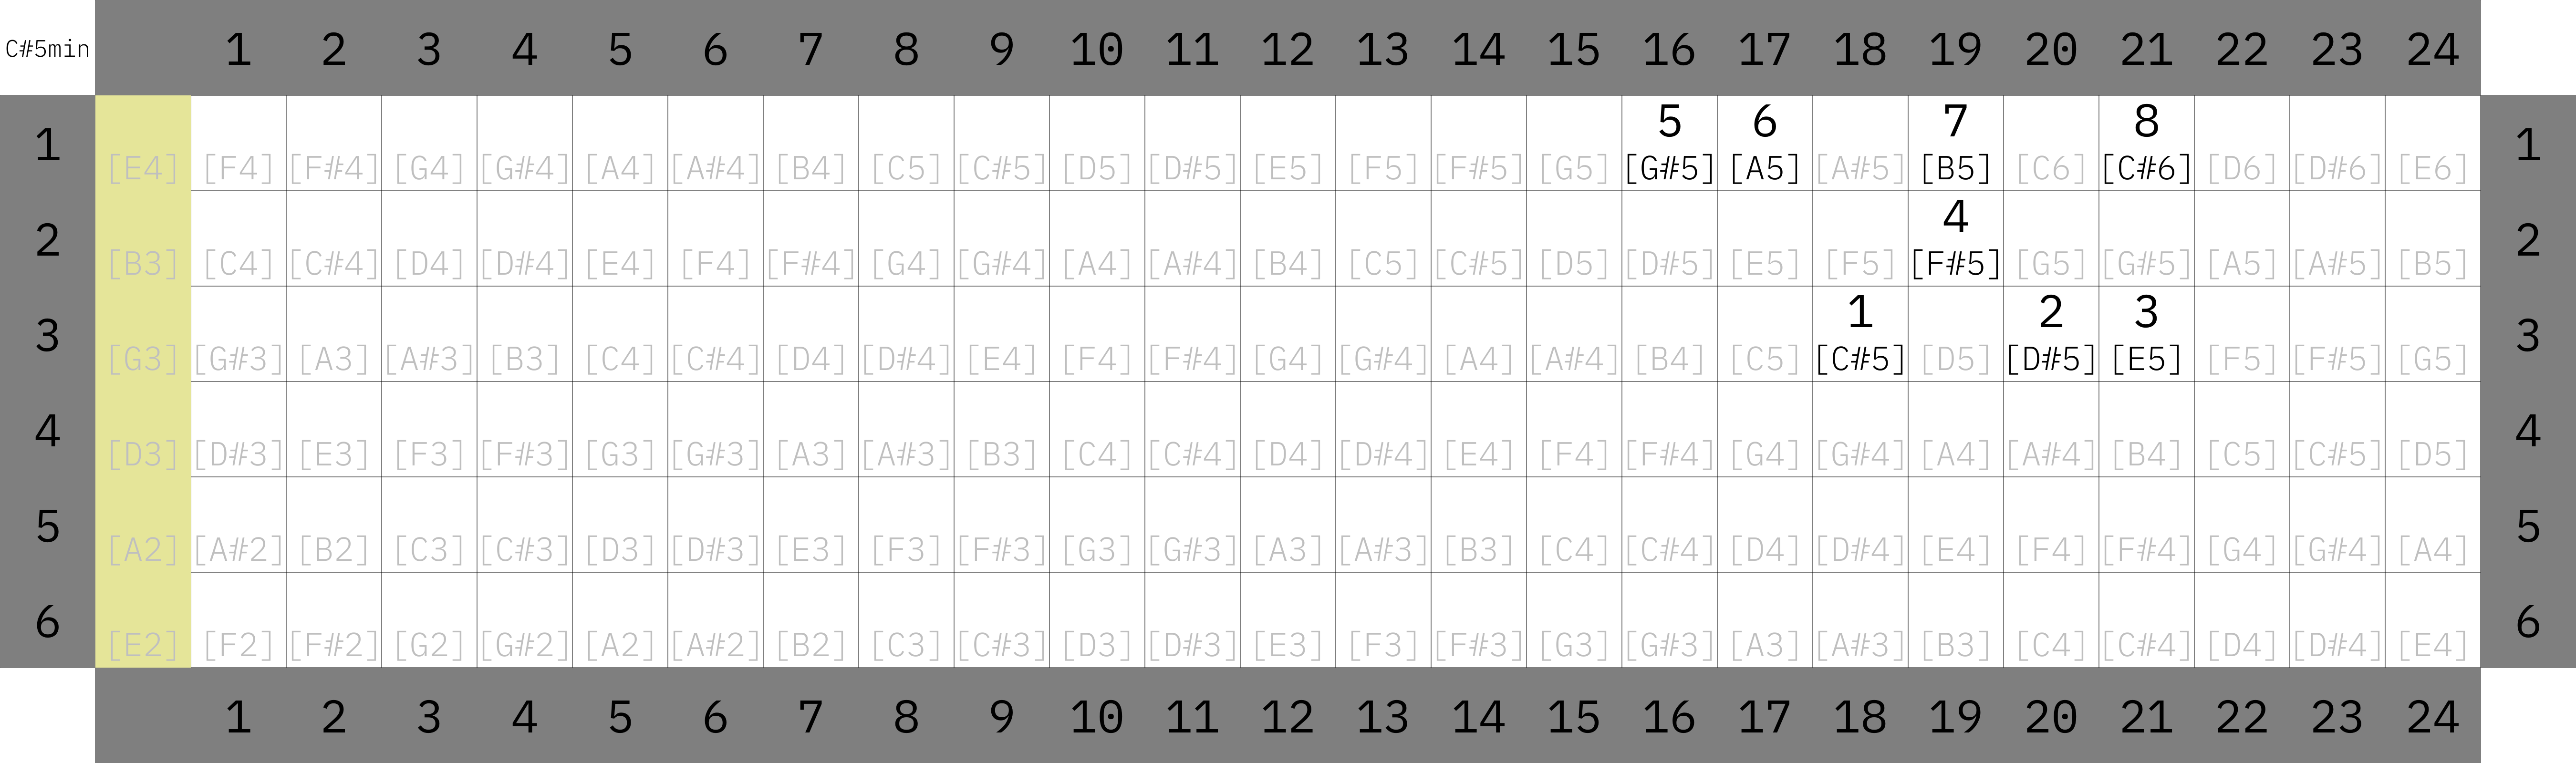 C#5min 1 2 3 4 5 6 7 8 9 10 11 12 13 14 15 16 17 18 19 20 21 22 23 24
5 6 7 8
1 [E4] [F4] [F#4] [G4] [G#4] [A4] [A#4] [B4] [C5] [C#5] [D5] [D#5] [E5] [F5] [F#5] [G5] [G#5] [A5] [A#5] [B5] [C6] [C#6] [D6] [D#6] [E6] 1
4
2 [B3] [C4] [C#4] [D4] [D#4] [E4] [F4] [F#4] [G4] [G#4] [A4] [A#4] [B4] [C5] [C#5] [D5] [D#5] [E5] [F5] [F#5] [G5] [G#5] [A5] [A#5] [B5] 2
1 2 3
3 [G3] [G#3] [A3] [A#3] [B3] [C4] [C#4] [D4] [D#4] [E4] [F4] [F#4] [G4] [G#4] [A4] [A#4] [B4] [C5] [C#5] [D5] [D#5] [E5] [F5] [F#5] [G5] 3
4 [D3] [D#3] [E3] [F3] [F#3] [G3] [G#3] [A3] [A#3] [B3] [C4] [C#4] [D4] [D#4] [E4] [F4] [F#4] [G4] [G#4] [A4] [A#4] [B4] [C5] [C#5] [D5] 4
5 [A2] [A#2] [B2] [C3] [C#3] [D3] [D#3] [E3] [F3] [F#3] [G3] [G#3] [A3] [A#3] [B3] [C4] [C#4] [D4] [D#4] [E4] [F4] [F#4] [G4] [G#4] [A4] 5
6 [E2] [F2] [F#2] [G2] [G#2] [A2] [A#2] [B2] [C3] [C#3] [D3] [D#3] [E3] [F3] [F#3] [G3] [G#3] [A3] [A#3] [B3] [C4] [C#4] [D4] [D#4] [E4] 6
1 2 3 4 5 6 7 8 9 10 11 12 13 14 15 16 17 18 19 20 21 22 23 24